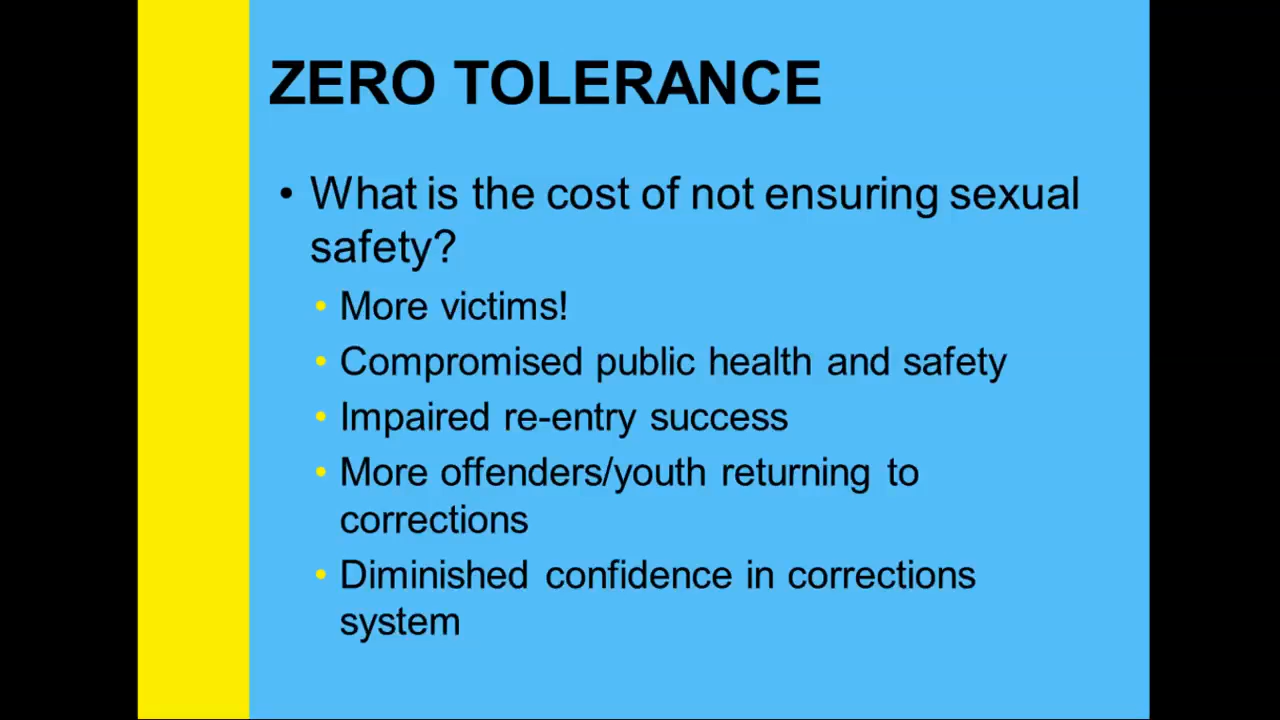 ZERO TOLERANCE
• What is the cost of not ensuring sexual
safety?
• More victims!
• Compromised public health and safety
• Impaired re-entry success
• More offenders/youth returning to
corrections
• Diminished confidence in corrections
system